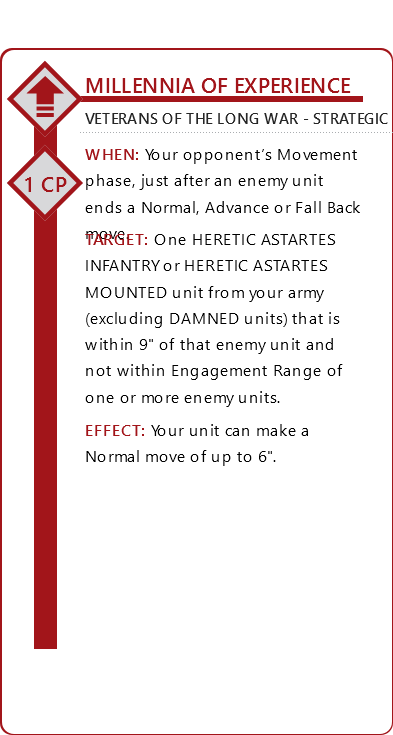 MILLENNIA OF EXPERIENCE
VETERANS OF THE LONG WAR - STRATEGIC
1 CP
WHEN: Your opponent's Movement
phase, just after an enemy unit
ends a Normal, Advance or Fall Back
move.
TARGET: One HERETIC ASTARTES
INFANTRY or HERETIC ASTARTES
MOUNTED unit from your army
(excluding DAMNED units) that is
within 9" of that enemy unit and
not within Engagement Range of
one or more enemy units.
EFFECT: Your unit can make a
Normal move of up to 6".